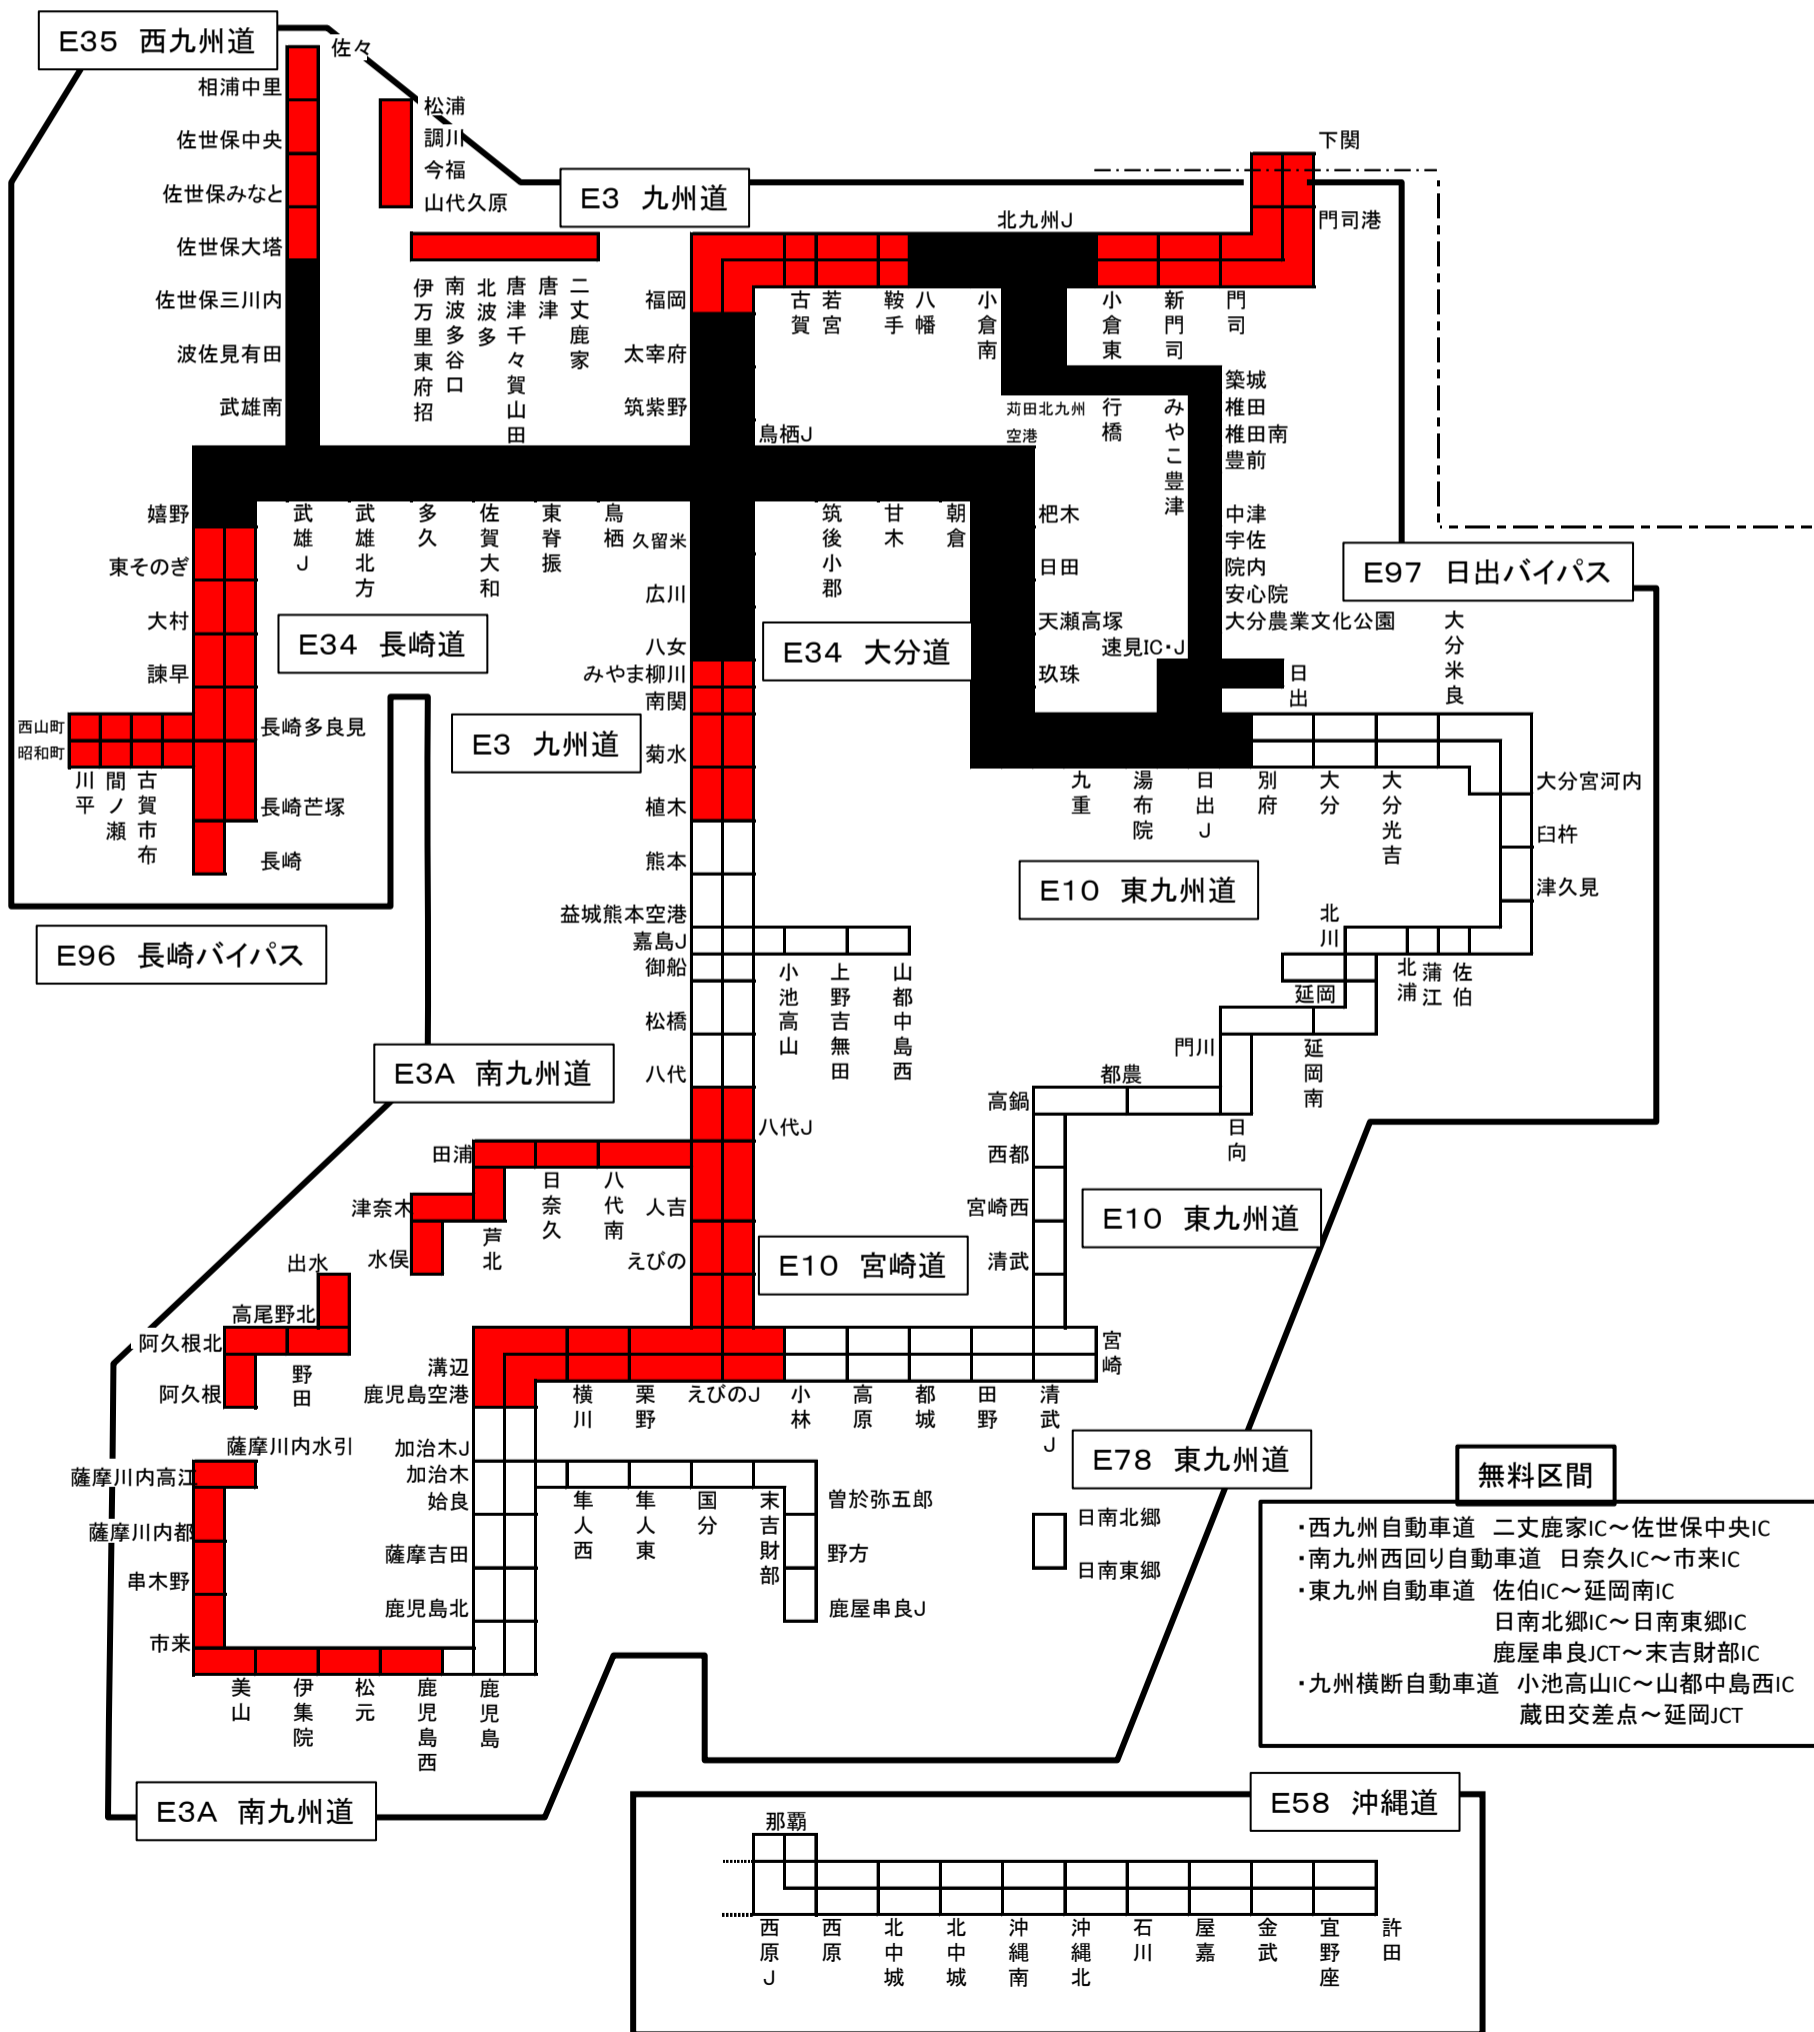 E35 西九州道
佐々
相浦中里
佐世保中央
佐世保みなと
佐世保大塔
佐世保三川内
波佐見有田
武雄南
松浦
調川
今福
山代久原
E3 九州道
下関
門司港
北九州J
伊万里東府招
南波多谷口
北波多
唐津千々賀山田
唐津
二丈鹿家
福岡
太宰府
筑紫野
鳥栖J
古賀
若宮
鞍手
八幡
小倉南
小倉東
新門司
門司
苅田北九州
空港
行橋
みやこ豊津
築城
椎田
椎田南
豊前
中津
宇佐
院内
安心院
大分農業文化公園
速見IC・J
日出
E97 日出バイパス
嬉野
東そのぎ
大村
諫早
武雄J
武雄北方
多久
佐賀大和
東脊振
鳥栖
久留米
広川
八女
みやま柳川
南関
菊水
植木
熊本
益城熊本空港
嘉島J
御船
松橋
八代
筑後小郡
甘木
朝倉
杷木
日田
天瀬高塚
玖珠
E34 長崎道
E34 大分道
E3 九州道
西山町
昭和町
川平
間ノ瀬
古賀市布
長崎多良見
長崎芒塚
長崎
E96 長崎バイパス
九重
湯布院
日出J
別府
大分
大分光吉
大分米良
大分宮河内
臼杵
津久見
E10 東九州道
北川
北浦
蒲江
佐伯
延岡
延岡南
門川
日向
都農
高鍋
西都
宮崎西
清武
小池高山
上野吉無田
山都中島西
E3A 南九州道
八代J
田浦
津奈木
水俣
芦北
日奈久
八代南
人吉
えびの
E10 宮崎道
E10 東九州道
出水
高尾野北
阿久根北
阿久根
野田
溝辺
鹿児島空港
横川
栗野
えびのJ
小林
高原
都城
田野
清武J
宮崎
薩摩川内水引
薩摩川内高江
薩摩川内都
串木野
市来
加治木J
加治木
姶良
薩摩吉田
鹿児島北
隼人西
隼人東
国分
末吉財部
曽於弥五郎
野方
鹿屋串良J
E78 東九州道
日南北郷
日南東郷
美山
伊集院
松元
鹿児島西
鹿児島
E3A 南九州道
無料区間
・西九州自動車道 二丈鹿家IC～佐世保中央IC
・南九州西回り自動車道 日奈久IC～市来IC
・東九州自動車道 佐伯IC～延岡南IC
日南北郷IC～日南東郷IC
鹿屋串良JCT～末吉財部IC
・九州横断自動車道 小池高山IC～山都中島西IC
蔵田交差点～延岡JCT
E58 沖縄道
那覇
西原J
西原
北中城
北中城
沖縄南
沖縄北
石川
屋嘉
金武
宜野座
許田